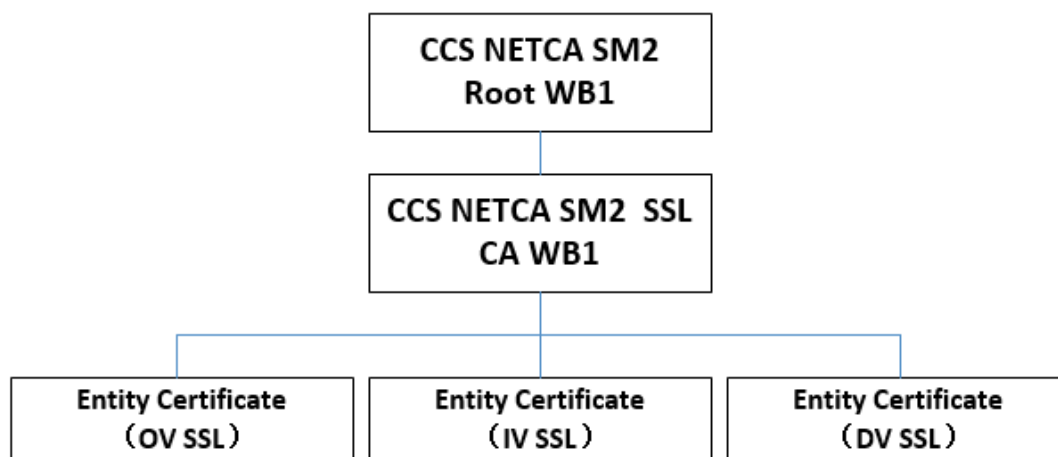 CCS NETCA SM2
Root WB1
CCS NETCA SM2  SSL
CA WB1
Entity Certificate
（OV SSL）
Entity Certificate
（IV SSL）
Entity Certificate
（DV SSL）